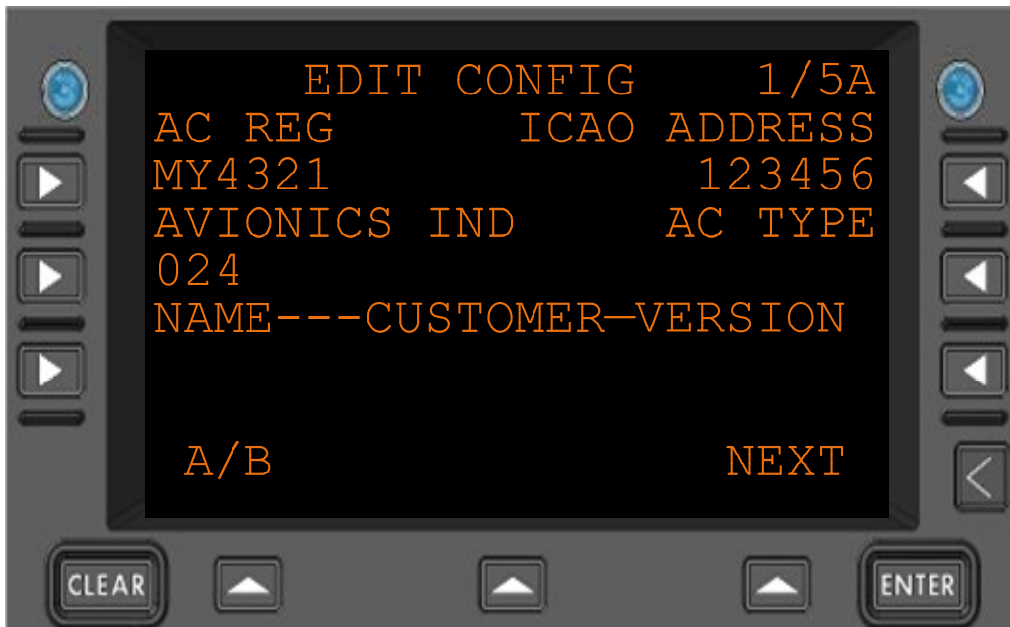 EDIT CONFIG 1/5A
AC REG ICAO ADDRESS
MY4321 123456
AVIONICS IND AC TYPE
024
NAME---CUSTOMER—VERSION
A/B NEXT
CLEAR ENTER